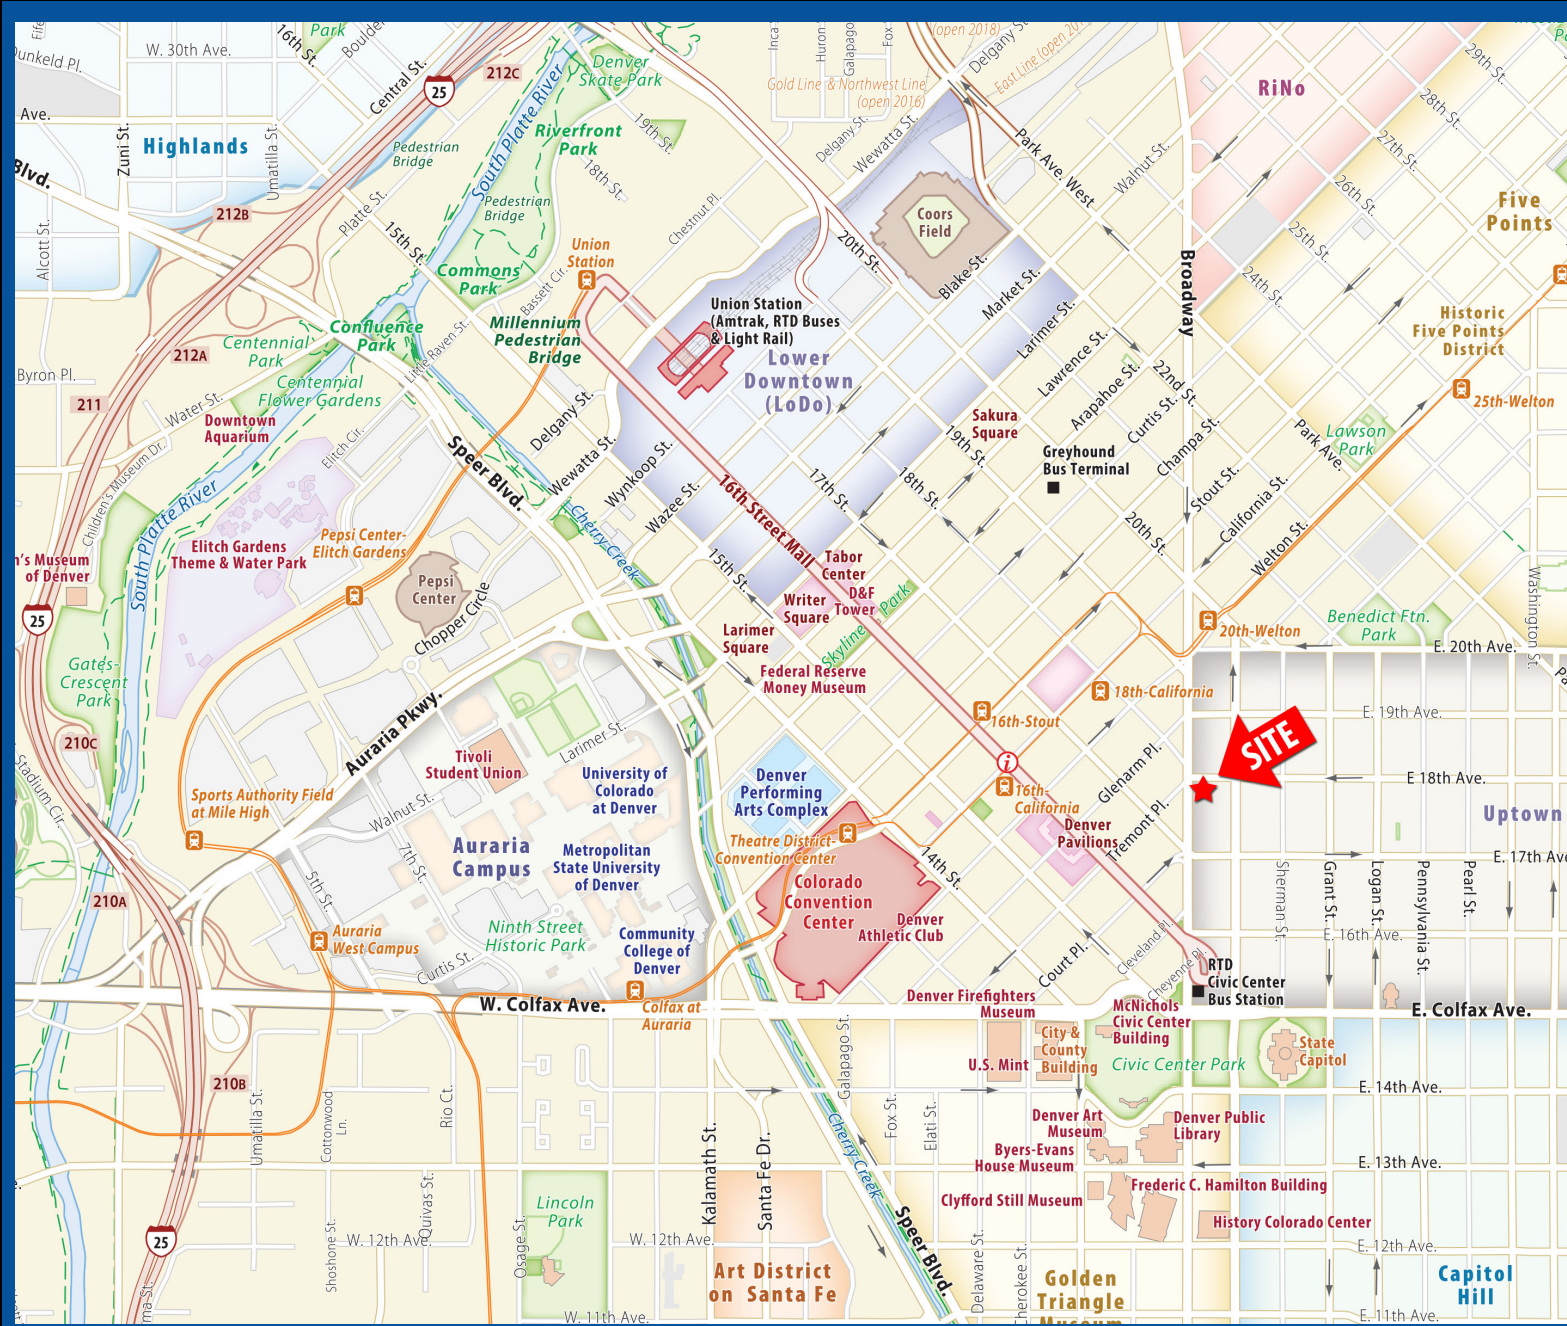 Park
Fife
W. 30th Ave.
16th St.
Boulder
Dunkeld Pl.
Central St.
212C
25
Ave.
Zuni St.
Highlands
Umatilla St.
Pedestrian
Bridge
South Platte River
Denver
Skate Park
Riverfront
Park
19th St.
18th St.
Pedestrian
Bridge
Blvd.
212B
Platte St.
15th St.
Alcott St.
Commons
Park
Union
Station
Bassett Cir.
Chestnut Pl.
Inca
Huron
Galapago
Fox
(open 2018)
Delgany St.
East Line (open 20
Gold Line & Northwest Line
(open 2016)
Delgany St.
Wewatta St.
Park Ave. West
Walnut St.
RiNo
29th St.
28th St.
27th St.
26th St.
25th St.
24th St.
Five
Points
Coors
Field
20th St.
Blake St.
Market St.
Larimer St.
Broadway
Historic
Five Points
District
25th-Welton
Union Station
(Amtrak, RTD Buses
& Light Rail)
Lower
Downtown
(LoDo)
Millennium
Pedestrian
Bridge
Confluence
Park
Centennial
Park
Centennial
Flower Gardens
Little Raven St.
212A
Byron Pl.
211
Water St.
Downtown
Aquarium
Elitch Cir.
Children's Museum Dr.
Speer Blvd.
Delgany St.
Wewatta St.
Wynkoop St.
Wazee St.
Cherry Creek
16th Street Mall
17th St.
18th St.
19th St.
Sakura
Square
Lawrence St.
Arapahoe St.
Curtis St.
22nd St.
Champa St.
Stout St.
California St.
Welton St.
Park Ave.
Lawson
Park
Greyhound
Bus Terminal
20th St.
South Platte River
Elitch Gardens
Theme & Water Park
Pepsi Center-
Elitch Gardens
Pepsi
Center
Chopper Circle
n's Museum
of Denver
25
Gates-
Crescent
Park
210C
Stadium Cir.
15th St.
Tabor
Center
D&F
Tower
Writer
Square
Skyline Park
Larimer
Square
Federal Reserve
Money Museum
Benedict Ftn.
Park
Washington St.
20th-Welton
E. 20th Ave.
Pa
18th-California
16th-Stout
E. 19th Ave.
SITE
E 18th Ave.
Uptown
Auraria Pkwy.
Larimer St.
Tivoli
Student Union
University of
Colorado
at Denver
Denver
Performing
Arts Complex
i
16th-
California
Glenarm Pl.
Tremont Pl.
Denver
Pavilions
Sports Authority Field
at Mile High
Walnut St.
7th St.
5th St.
Auraria
Campus
Metropolitan
State University
of Denver
Theatre District-
Convention Center
14th St.
Colorado
Convention
Center
Denver
Athletic Club
E. 17th Ave
Sherman St.
Grant St.
Logan St.
Pennsylvania St.
Pearl St.
E. 16th Ave.
210A
Auraria
West Campus
Ninth Street
Historic Park
Community
College of
Denver
Curtis St.
Court Pl.
Cleveland Pl.
Cheyenne Pl.
RTD
Civic Center
Bus Station
W. Colfax Ave.
Colfax at
Auraria
Denver Firefighters
Museum
McNichols
Civic Center
Building
E. Colfax Ave.
City &
County
Building
U.S. Mint
Civic Center Park
State
Capitol
Galapago St.
E. 14th Ave.
210B
Umatilla St.
Cottonwood
Ln.
Rio Ct.
Fox St.
Elati St.
Cherry Creek
Denver Art
Museum
Denver Public
Library
Byers-Evans
House Museum
E. 13th Ave.
Frederic C. Hamilton Building
Clyfford Still Museum
History Colorado Center
Kalamath St.
Santa Fe Dr.
Lincoln
Park
Quivas St.
Shoshone St.
Osage St.
W. 12th Ave.
W. 12th Ave.
E. 12th Ave.
25
Speer Blvd.
Delaware St.
Cherokee St.
Art District
on Santa Fe
Golden
Triangle
Museum
Capitol
Hill
ma St.
W. 11th Ave.
E. 11th Ave.